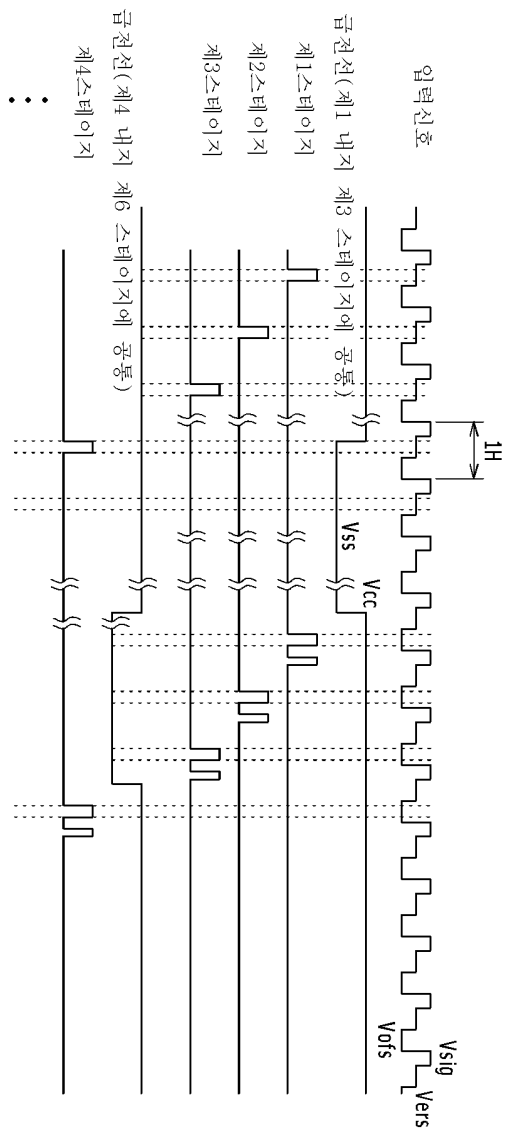 입력신호
1H
Vsig
Vers
Vofs
급전선(제1 내지 제3 스테이지에 공통)
Vss
Vcc
제1스테이지
제2스테이지
제3스테이지
급전선(제4 내지 제6 스테이지에 공통)
제4스테이지
⋮